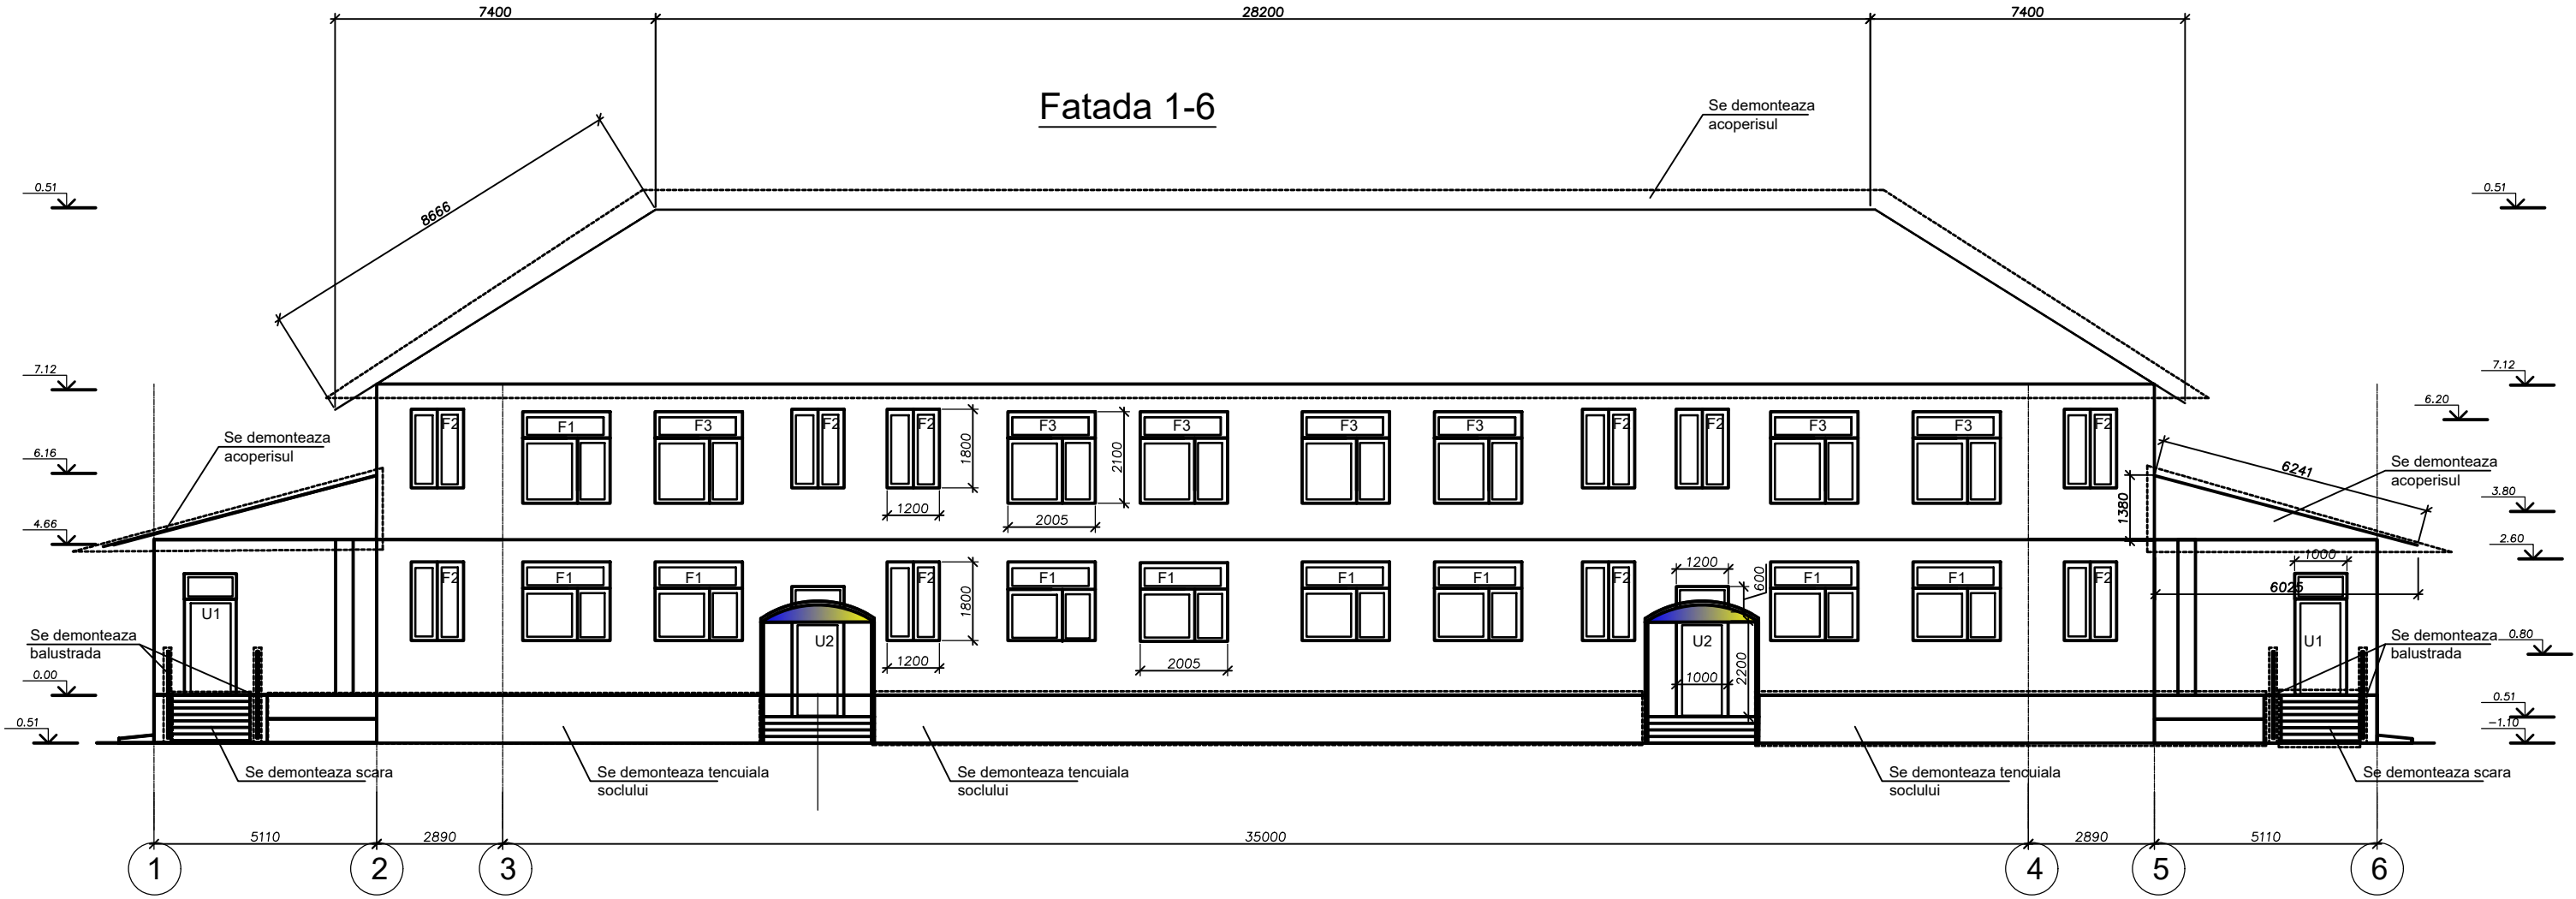 7400
28200
7400
Fatada 1-6
Se demonteaza
acoperisul
8666
0.51
0.51
7.12
7.12
6.20
Se demonteaza
acoperisul
6.16
4.66
F2
F1
F3
F2
F2
1800
F3
2100
F3
F3
F3
F2
F2
F3
F3
F2
1200
2005
6241
Se demonteaza
acoperisul
1380
3.80
2.60
U1
F2
F1
F1
U2
F2
1800
F1
F1
F1
F1
F2
1200
600
U2
F1
F1
F2
1000
6025
U1
Se demonteaza
balustrada
Se demonteaza
balustrada
0.80
1200
2005
1000
2200
0.00
0.51
0.51
-1.10
Se demonteaza scara
Se demonteaza tencuiala
soclului
Se demonteaza tencuiala
soclului
Se demonteaza tencuiala
soclului
Se demonteaza scara
5110
2890
35000
2890
5110
1
2
3
4
5
6